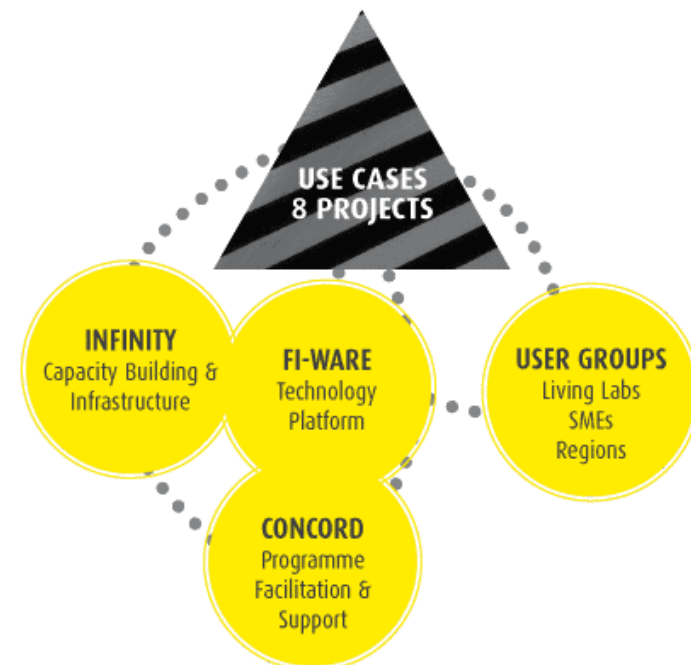 USE CASES
8 PROJECTS
INFINITY
Capacity Building &
Infrastructure
FI-WARE
Technology
Platform
USER GROUPS
Living Labs
SMEs
Regions
CONCORD
Programme
Facilitation &
Support